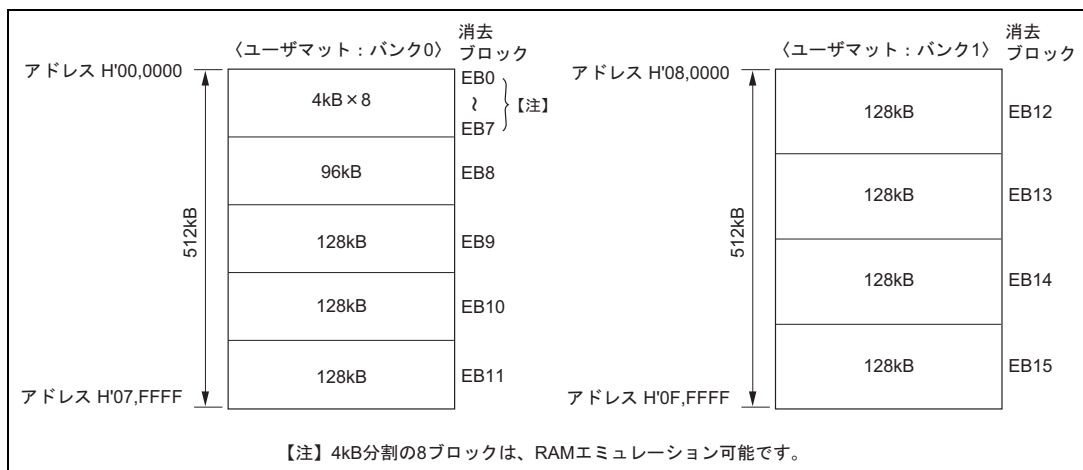 〈ユーザマット：バンク0〉
消去
ブロック
アドレス H'00,0000
4kB×8
EB0
～
EB7
【注】
96kB
EB8
512kB
128kB
EB9
128kB
EB10
128kB
EB11
アドレス H'07,FFFF
〈ユーザマット：バンク1〉
消去
ブロック
アドレス H'08,0000
128kB
EB12
128kB
EB13
512kB
128kB
EB14
128kB
EB15
アドレス H'0F,FFFF
【注】4kB分割の8ブロックは、RAMエミュレーション可能です。